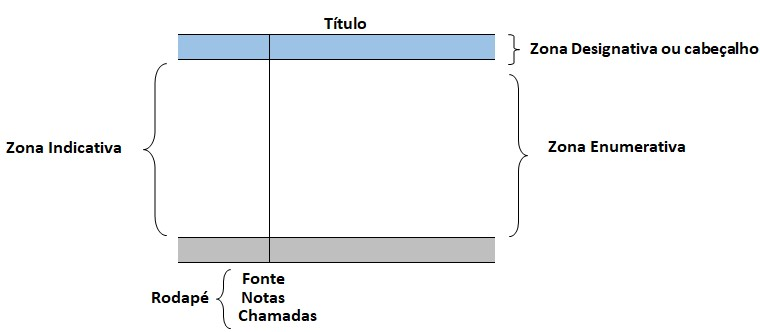 Título
Zona Designativa ou cabeçalho
Zona Indicativa
Zona Enumerativa
Rodapé
Fonte
Notas
Chamadas